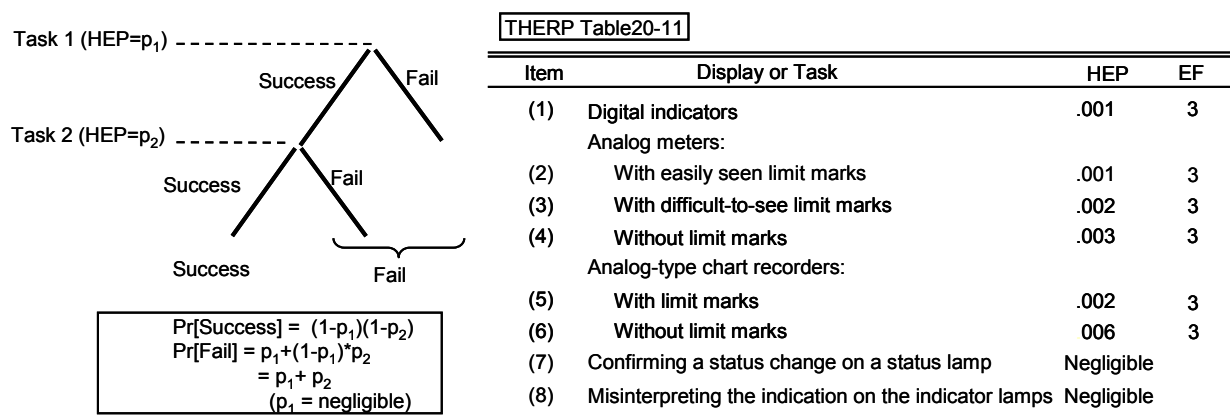 Task 1 (HEP=p1)
Success
Fail
Task 2 (HEP=p2)
Success
Fail
Success
Fail
Pr[Success] = (1-p1)(1-p2)
Pr[Fail] = p1+(1-p1)*p2
= p1+ p2
(p1 = negligible)
THERP Table20-11
Item Display or Task HEP EF
(1) Digital indicators .001 3
Analog meters:
(2) With easily seen limit marks .001 3
(3) With difficult-to-see limit marks .002 3
(4) Without limit marks .003 3
Analog-type chart recorders:
(5) With limit marks .002 3
(6) Without limit marks 006 3
(7) Confirming a status change on a status lamp Negligible
(8) Misinterpreting the indication on the indicator lamps Negligible